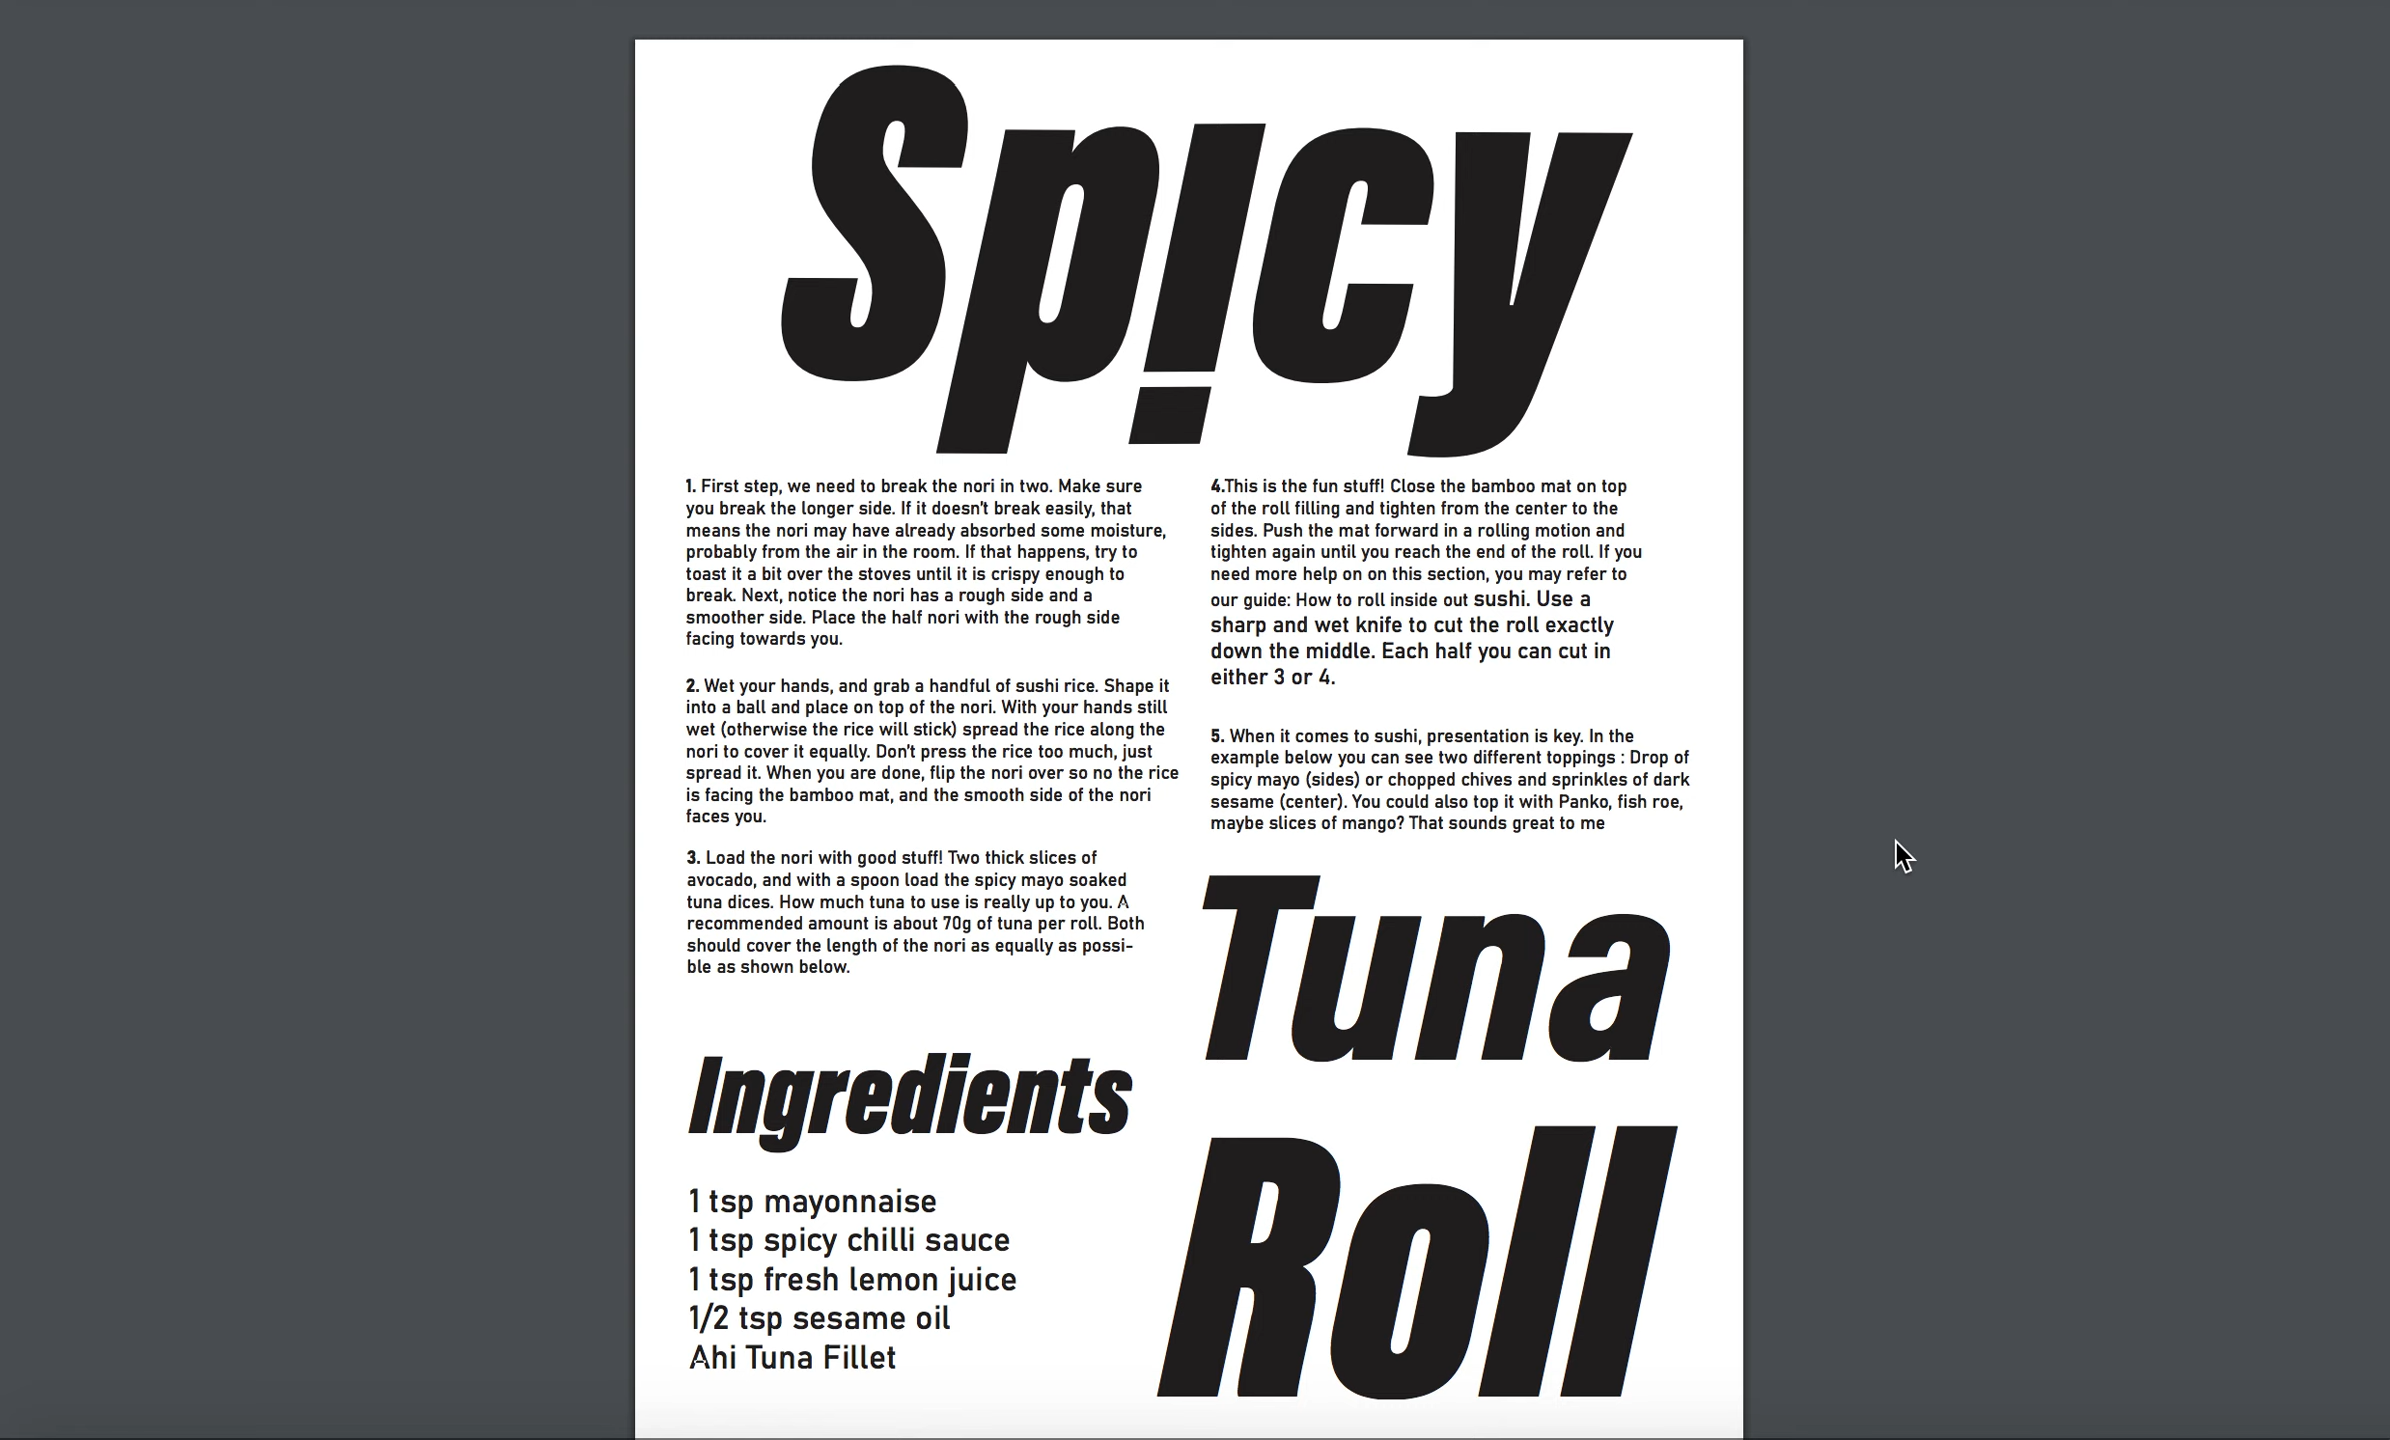 Sp!cy
1. First step, we need to break the nori in two. Make sure
you break the longer side. If it doesn't break easily, that
means the nori may have already absorbed some moisture,
probably from the air in the room. If that happens, try to
toast it a bit over the stoves until it is crispy enough to
break. Next, notice the nori has a rough side and a
smoother side. Place the half nori with the rough side
facing towards you.
2. Wet your hands, and grab a handful of sushi rice. Shape it
into a ball and place on top of the nori. With your hands still
wet (otherwise the rice will stick) spread the rice along the
nori to cover it equally. Don't press the rice too much, just
spread it. When you are done, flip the nori over so no the rice
is facing the bamboo mat, and the smooth side of the nori
faces you.
3. Load the nori with good stuff! Two thick slices of
avocado, and with a spoon load the spicy mayo soaked
tuna dices. How much tuna to use is really up to you. A
recommended amount is about 70g of tuna per roll. Both
should cover the length of the nori as equally as possi-
ble as shown below.
4.This is the fun stuff! Close the bamboo mat on top
of the roll filling and tighten from the center to the
sides. Push the mat forward in a rolling motion and
tighten again until you reach the end of the roll. If you
need more help on on this section, you may refer to
our guide: How to roll inside out sushi. Use a
sharp and wet knife to cut the roll exactly
down the middle. Each half you can cut in
either 3 or 4.
5. When it comes to sushi, presentation is key. In the
example below you can see two different toppings : Drop of
spicy mayo (sides) or chopped chives and sprinkles of dark
sesame (center). You could also top it with Panko, fish roe,
maybe slices of mango? That sounds great to me
Tuna
Roll
Ingredients
1 tsp mayonnaise
1 tsp spicy chilli sauce
1 tsp fresh lemon juice
1/2 tsp sesame oil
Ahi Tuna Fillet